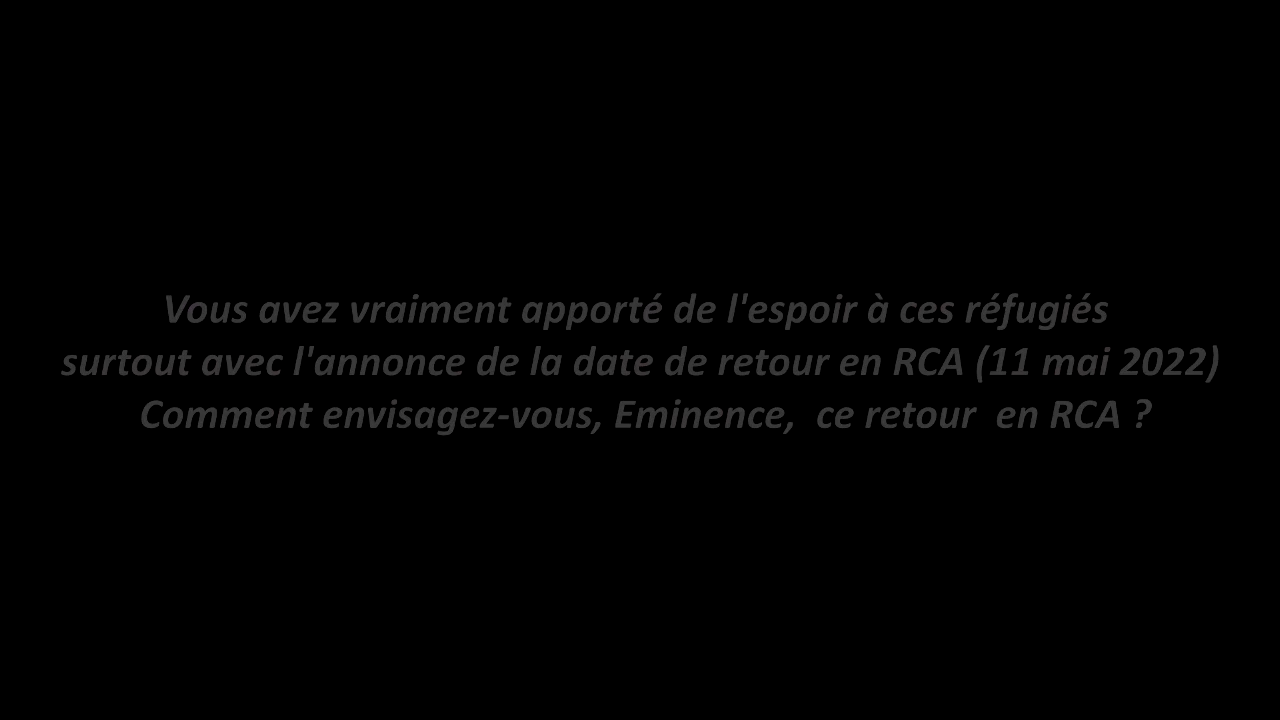 Vous avez vraiment apporté de l'espoir à ces réfugiés
surtout avec l'annonce de la date de retour en RCA (11 mai 2022)
Comment envisagez-vous, Eminence,  ce retour  en RCA ?